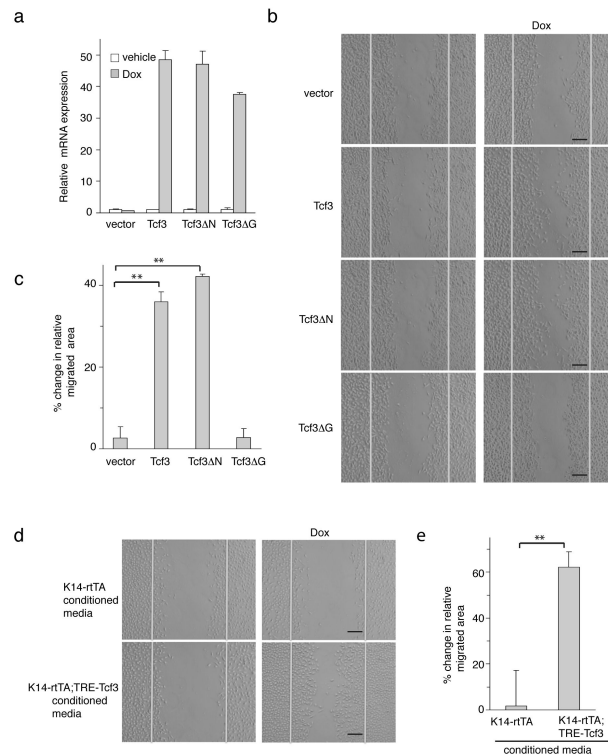 a
vehicle
Dox
Relative mRNA expression
50
40
30
20
10
0
vector Tcf3 Tcf3ΔN Tcf3ΔG
b
Dox
vector
Tcf3
Tcf3ΔN
Tcf3ΔG
c
**
**
% change in relative
migrated area
40
20
0
vector Tcf3 Tcf3ΔN Tcf3ΔG
d
Dox
K14-rtTA
conditioned
media
K14-rtTA;TRE-Tcf3
conditioned
media
e
**
% change in relative
migrated area
60
40
20
0
K14-rtTA K14-rtTA;
TRE-Tcf3
conditioned media